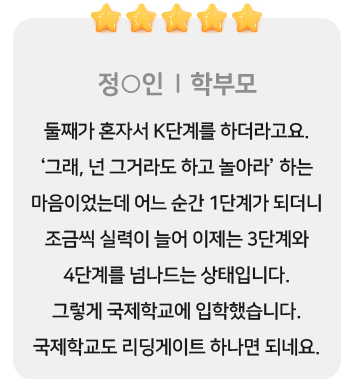 정○인 | 학부모
둘째가 혼자서 K단계를 하더라고요.
‘그래, 넌 그거라도 하고 놀아라’ 하는
마음이었는데 어느 순간 1단계가 되더니
조금씩 실력이 늘어 이제는 3단계와
4단계를 넘나드는 상태입니다.
그렇게 국제학교에 입학했습니다.
국제학교도 리딩게이트 하나면 되네요.